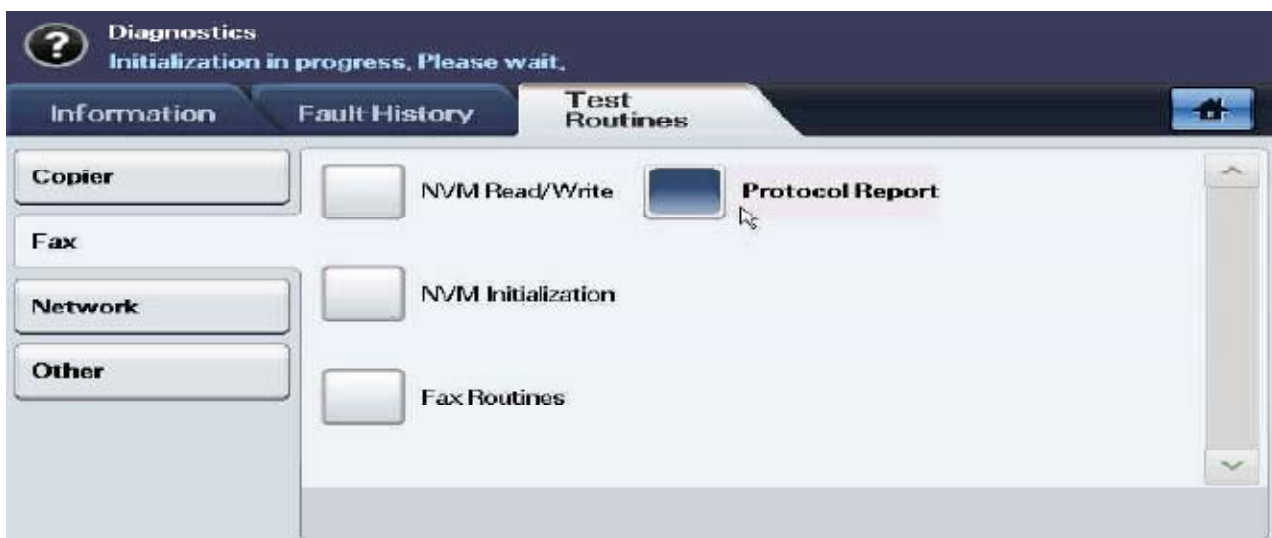 Diagnostics
Initialization in progress, Please wait,
Information
Fault History
Test
Routines
Copier
Fax
Network
Other
NVM Read/Write
Protocol Report
NVM Initialization
Fax Routines